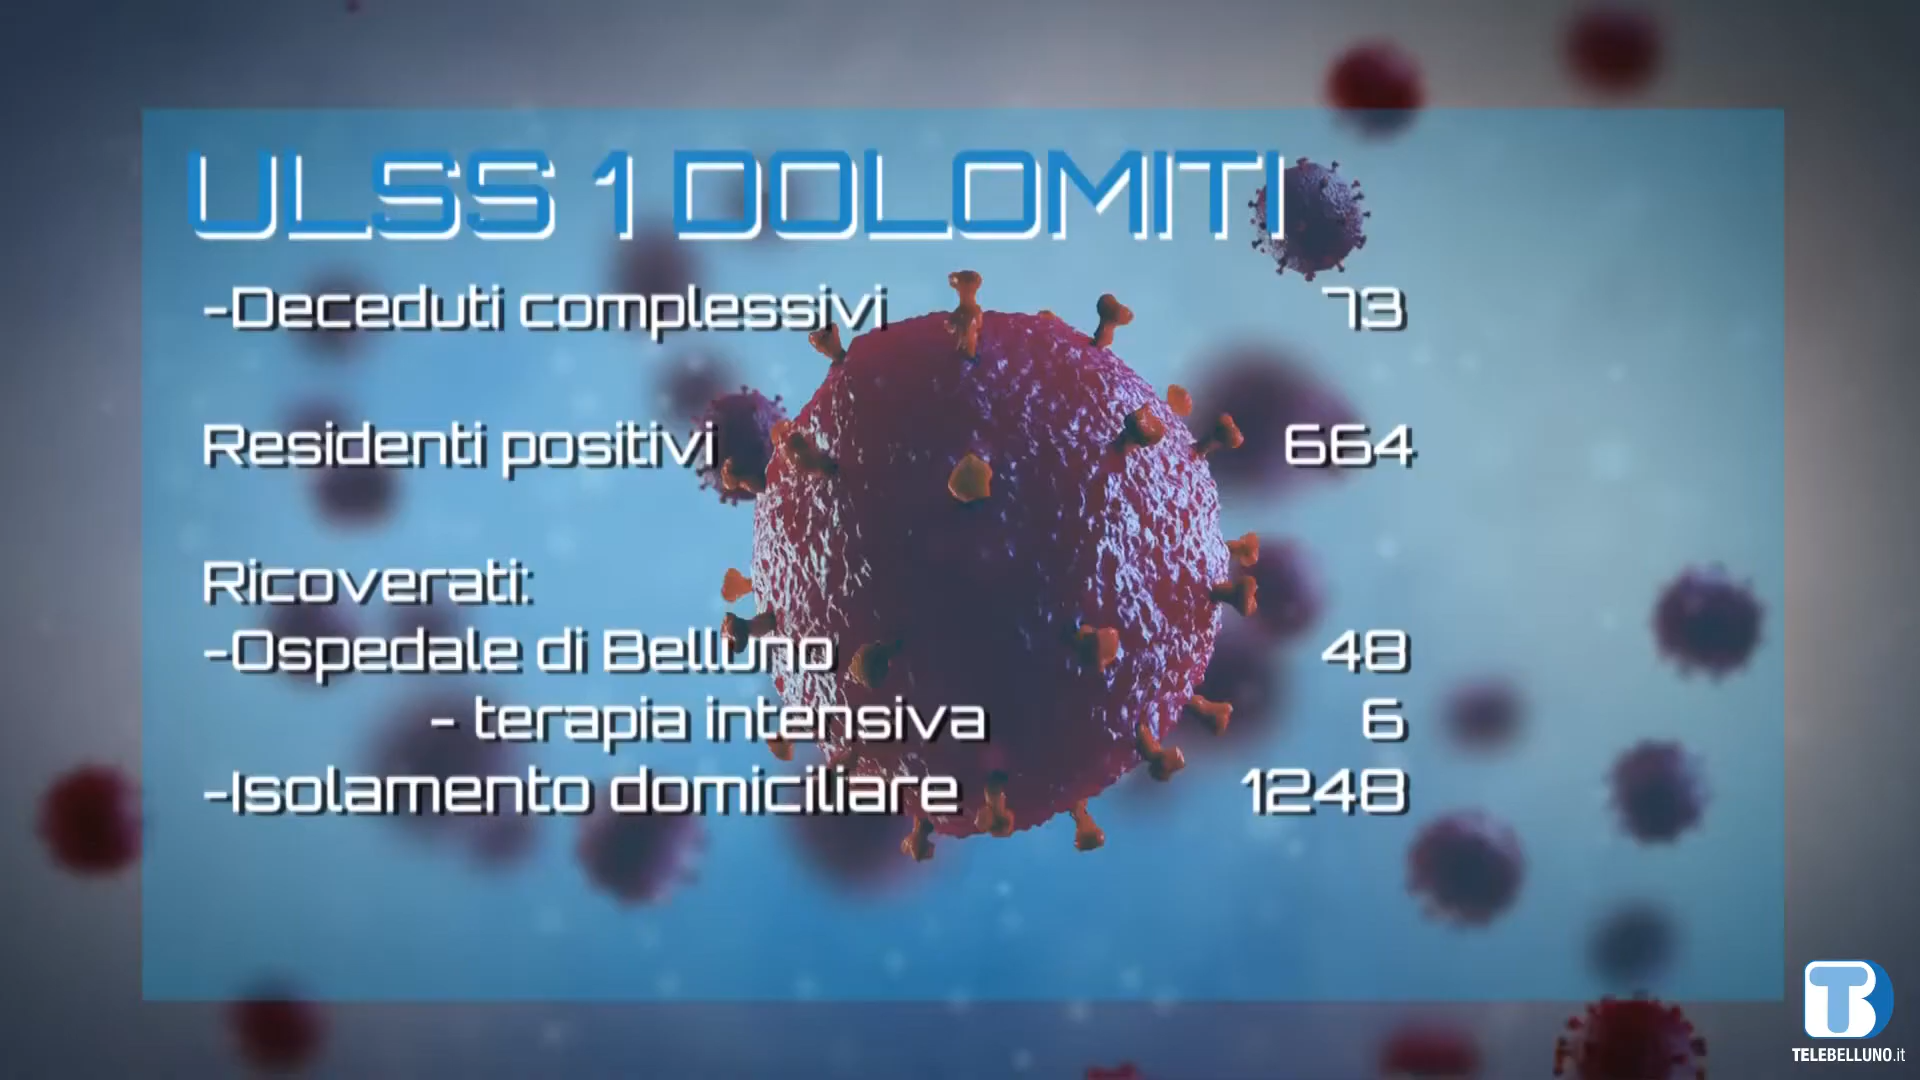 ULSS 1 DOLOMITI
-Deceduti complessivi 73
Residenti positivi 664
Ricoverati:
-Ospedale di Belluno 48
- terapia intensiva 6
-Isolamento domiciliare 1248
TB
TELEBELLUNO.it